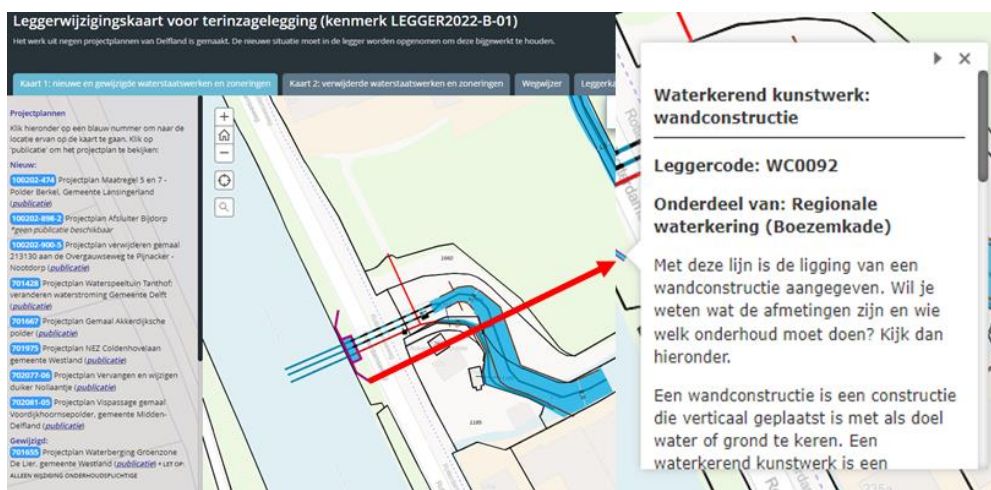 Leggerwijzigingskaart voor terinzagelegging (kenmerk LEGGER2022-B-01)
Het werk uit negen projectplannen van Delfland is gemaakt. De nieuwe situatie moet in de legger worden opgenomen om deze bijgewerkt te houden.
Kaart 1: nieuwe en gewijzigde waterstaatswerken en zoneringen
Kaart 2: verwijderde waterstaatswerken en zoneringen
Wegwijzer
Leggerka
Projectplannen
Klik hieronder op een blauw nummer om naar de
locatie ervan op de kaart te gaan. Klik op
'publicatie' om het projectplan te bekijken:
Nieuw:
100202-474 Projectplan Maatregel 5 en 7 -
Polder Berkel, Gemeente Lansingerland
(publicatie)
100202-898-2 Projectplan Afsluiter Bijdorp
*geen publicatie beschikbaar
100202-900-5 Projectplan verwijderen gemaal
213130 aan de Overgauwseweg te Pijnacker -
Nootdorp (publicatie)
701428 Projectplan Waterspeeltuin Tanthof:
veranderen waterstroming Gemeente Delft
(publicatie)
701667 Projectplan Gemaal Akkerdijksche
polder (publicatie)
701975 Projectplan NEZ Coldenhovelaan
gemeente Westland (publicatie)
702077-06 Projectplan Vervangen en wijzigen
duiker Nollaantje (publicatie)
702081-05 Projectplan Vispassage gemaal
Voordijkhoornsepolder, gemeente Midden-
Delfland (publicatie)
Gewijzigd:
701655 Projectplan Waterberging Groenzone
De Lier, gemeente Westland (publicatie) * LET OP:
ALLEEN WIJZIGING ONDERHOUDSPLICHTIGE
1185
Waterkerend kunstwerk:
wandconstructie
Leggercode: WC0092
Onderdeel van: Regionale
waterkering (Boezemkade)
Met deze lijn is de ligging van een
wandconstructie aangegeven. Wil je
weten wat de afmetingen zijn en wie
welk onderhoud moet doen? Kijk dan
hieronder.
Een wandconstructie is een constructie
die verticaal geplaatst is met als doel
water of grond te keren. Een
waterkerend kunstwerk is een